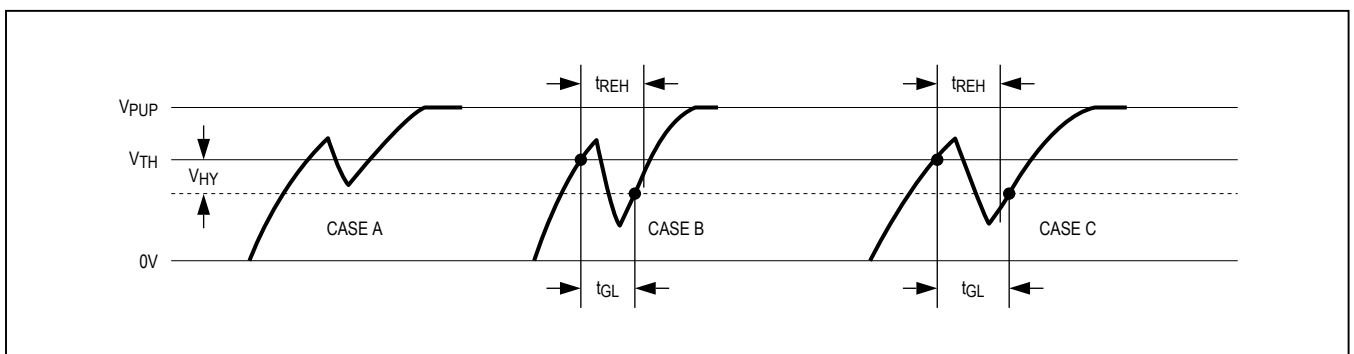 tREH
tREH
VPUP
VTH
VHY
CASE A
CASE B
CASE C
0V
tGL
tGL